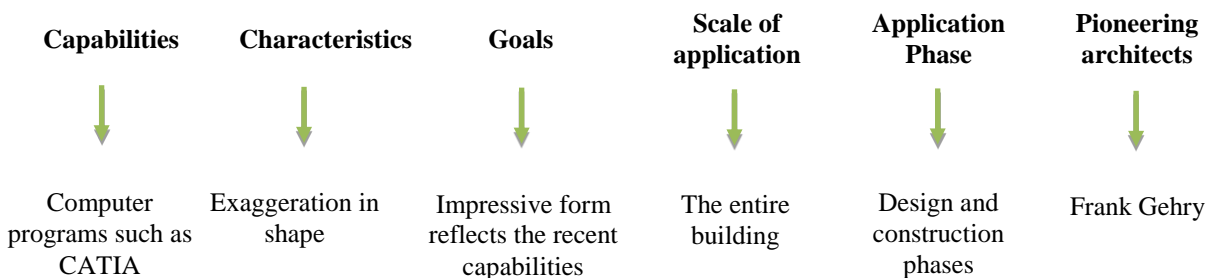 Capabilities
Characteristics
Goals
Scale of
application
Application
Phase
Pioneering
architects
Computer
programs such as
CATIA
Exaggeration in
shape
Impressive form
reflects the recent
capabilities
The entire
building
Design and
construction
phases
Frank Gehry